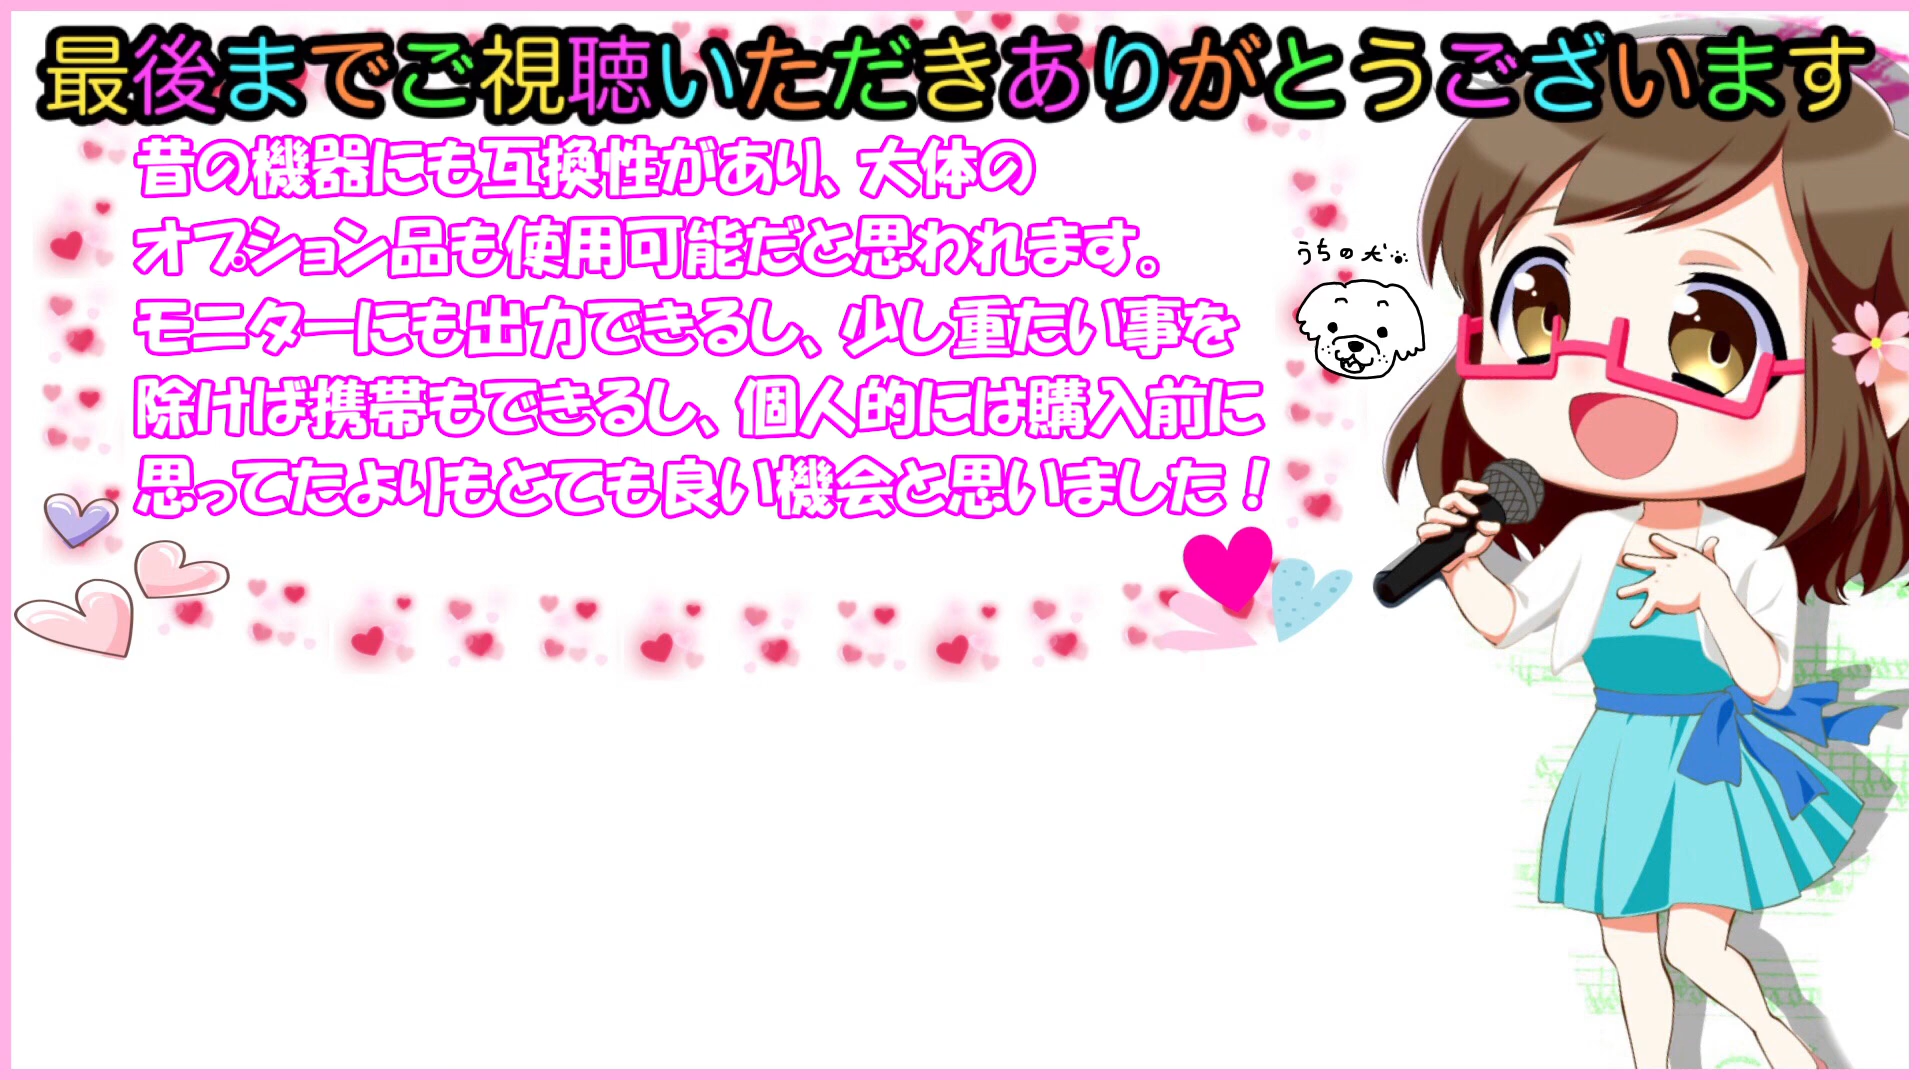 最後までご視聴いただきありがとうございます
昔の機器にも互換性があり、大体の
オプション品も使用可能だと思われます。
モニターにも出力できるし、少し重たい事を
除けば携帯もできるし、個人的には購入前に
思ってたよりもとても良い機会と思いました！
うちの犬